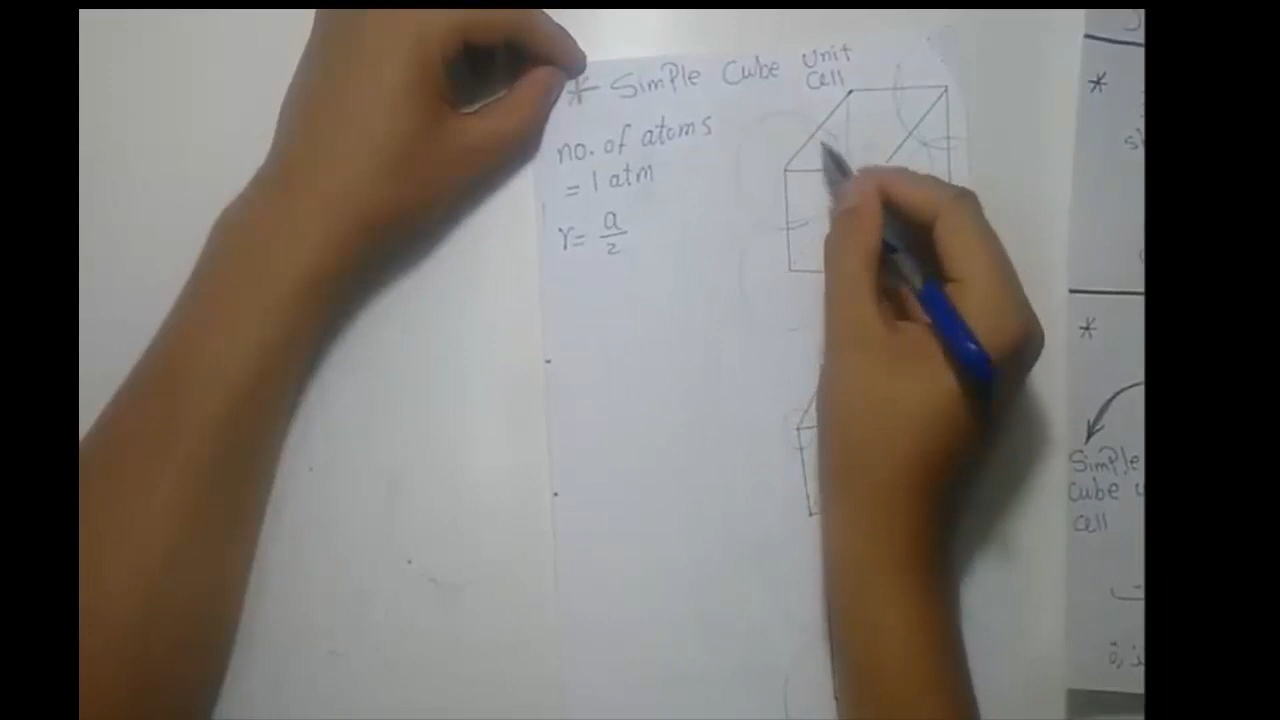 * Simple Cube Unit
Cell
no. of atoms
= 1 atm
r = a/2
*
*
Simple
Cube
Cell